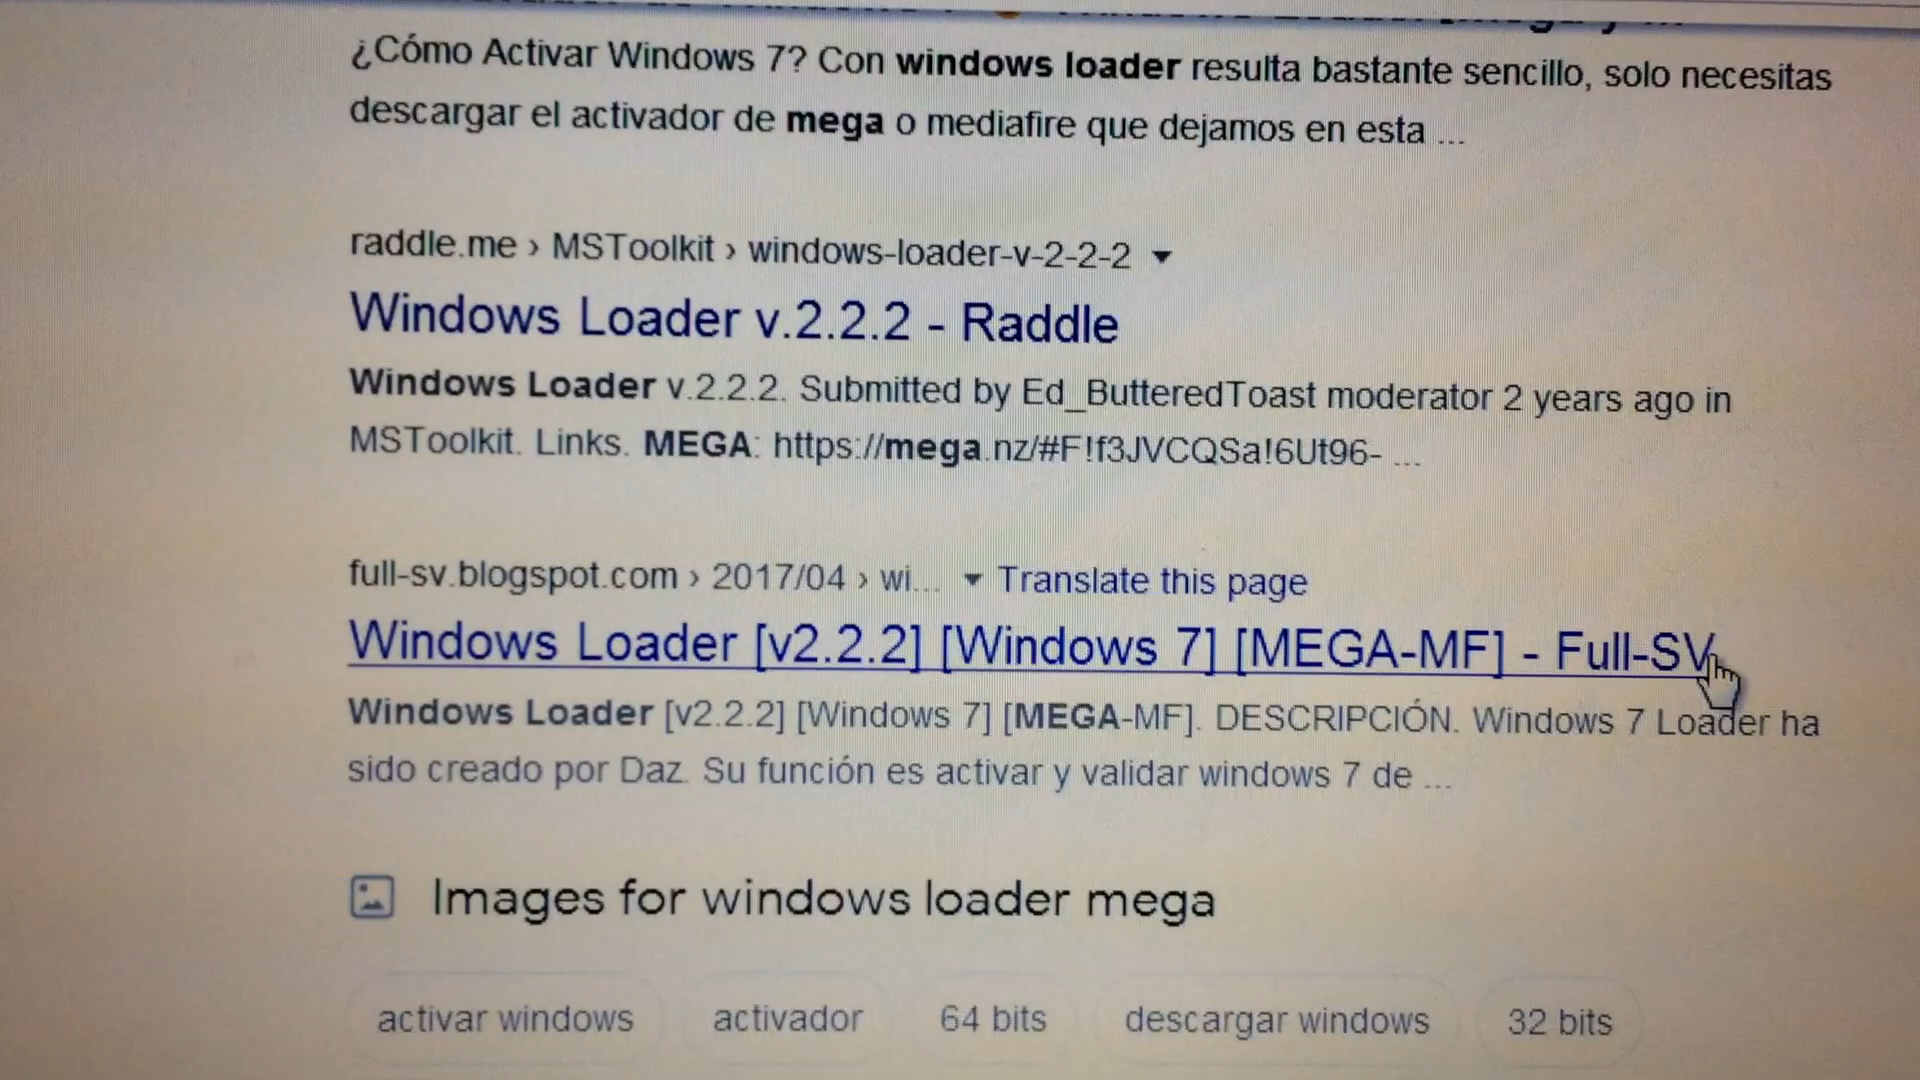 ¿Cómo Activar Windows 7? Con windows loader resulta bastante sencillo, solo necesitas
descargar el activador de mega o mediafire que dejamos en esta ...
raddle.me › MSToolkit › windows-loader-v-2-2-2
Windows Loader v.2.2.2 - Raddle
Windows Loader v.2.2.2. Submitted by Ed_ButteredToast moderator 2 years ago in
MSToolkit. Links. MEGA: https://mega.nz/#F!f3JVCQSa!6Ut96- ...
full-sv.blogspot.com › 2017/04 › wi... Translate this page
Windows Loader [v2.2.2] [Windows 7] [MEGA-MF] - Full-SV
Windows Loader [v2.2.2] [Windows 7] [MEGA-MF]. DESCRIPCIÓN. Windows 7 Loader ha
sido creado por Daz. Su función es activar y validar windows 7 de ...
Images for windows loader mega
activar windows activador 64 bits descargar windows 32 bits